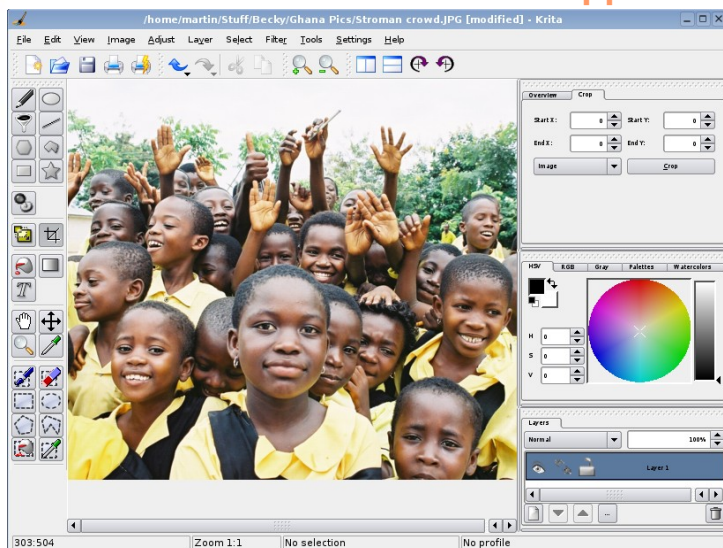 /home/martin/Stuff/Becky/Ghana Pics/Stroman crowd.JPG [modified] - Krita
File Edit View Image Adjust Layer Select Filter Tools Settings Help
Overview Crop
Start X: 0 Start Y: 0
End X: 0 End Y: 0
Image Crop
HSV RGB Gray Palettes Watercolors
H 0
S 0
V 0
Layers
Normal 100%
Layer 1
...
303:504 Zoom 1:1 No selection No profile